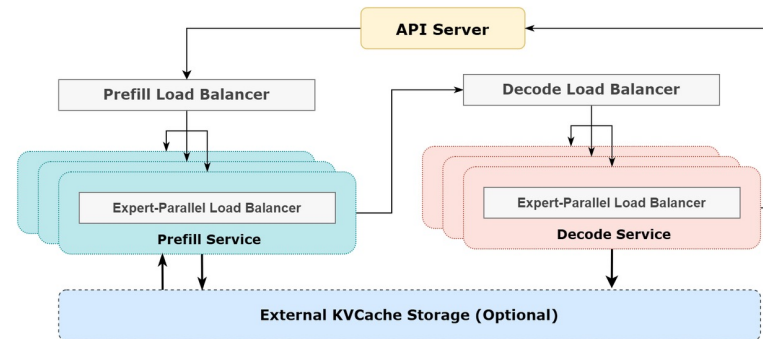 API Server
Prefill Load Balancer
Decode Load Balancer
Expert-Parallel Load Balancer
Prefill Service
Expert-Parallel Load Balancer
Decode Service
External KVCache Storage (Optional)